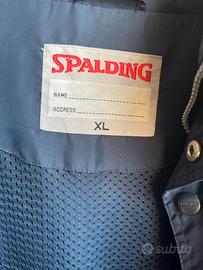 SPALDING
NAME
ADDRESS
XL
subito